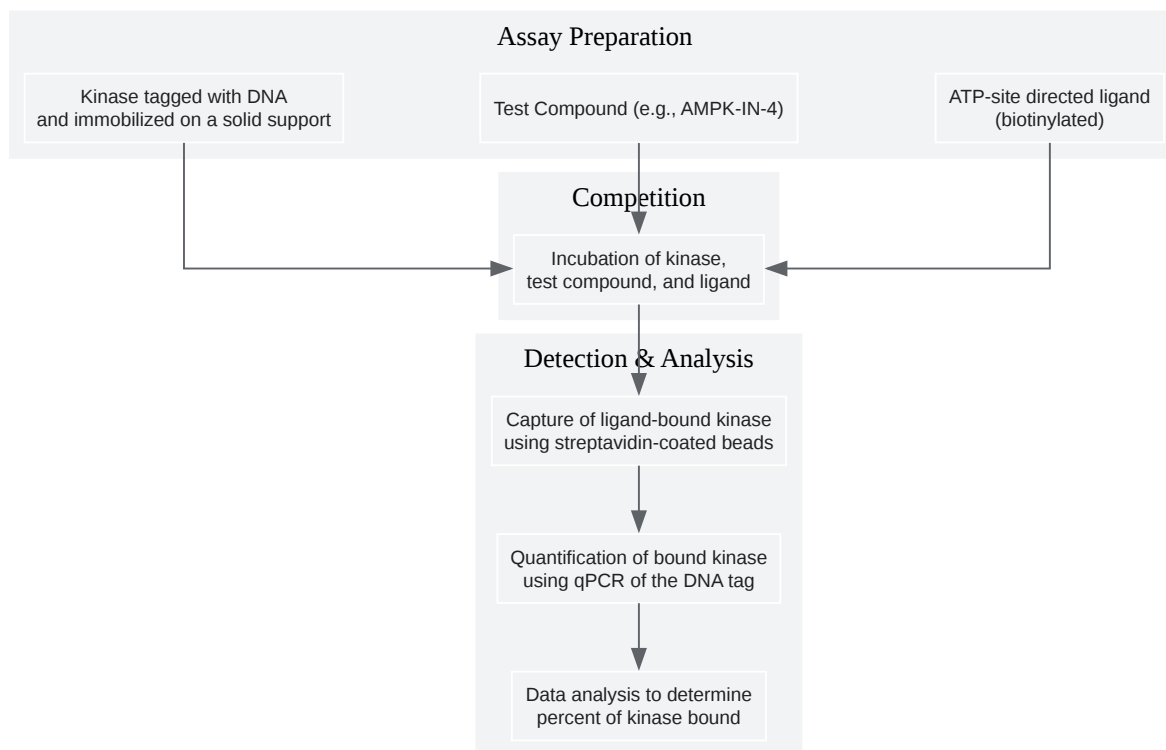 Assay Preparation
Kinase tagged with DNA
and immobilized on a solid support
Test Compound (e.g., AMPK-IN-4)
ATP-site directed ligand
(biotinylated)
Competition
Incubation of kinase,
test compound, and ligand
Detection & Analysis
Capture of ligand-bound kinase
using streptavidin-coated beads
Quantification of bound kinase
using qPCR of the DNA tag
Data analysis to determine
percent of kinase bound